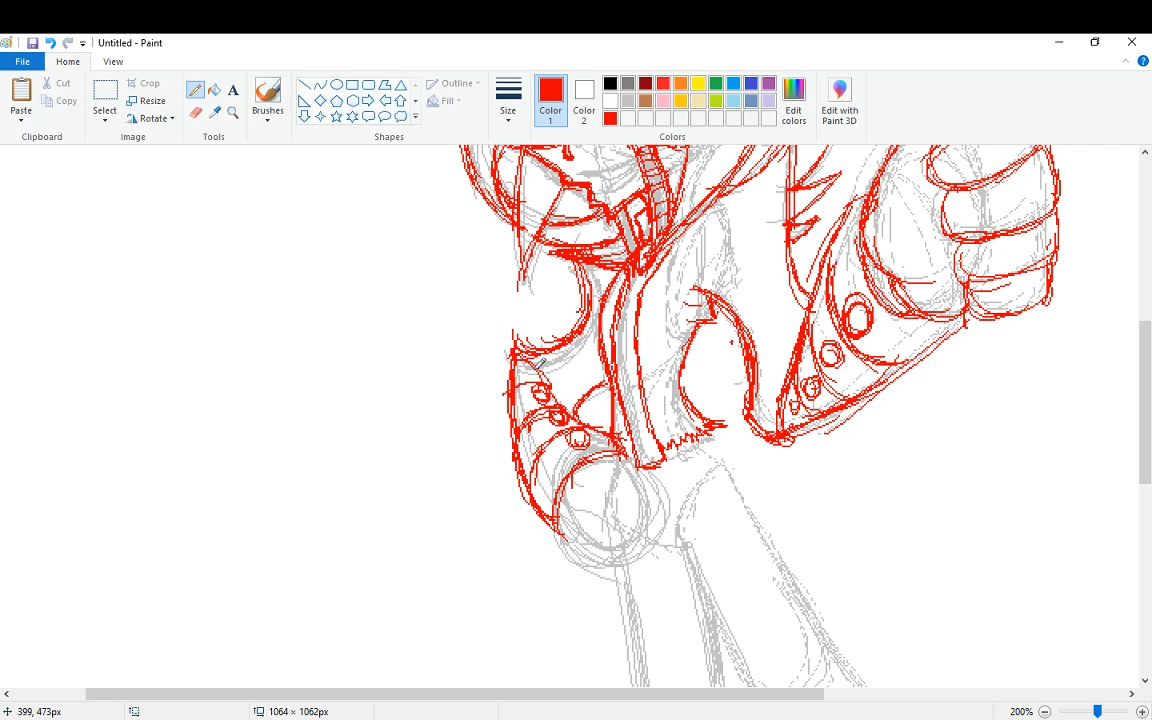 Untitled - Paint
File Home View
Paste
Cut
Copy
Clipboard
Select
Crop
Resize
Rotate
Image
A
Tools
Brushes
Outline
Fill
Shapes
Size
Color 1
Color 2
Edit colors
Colors
Edit with Paint 3D
399, 473px
1064 × 1062px
200%